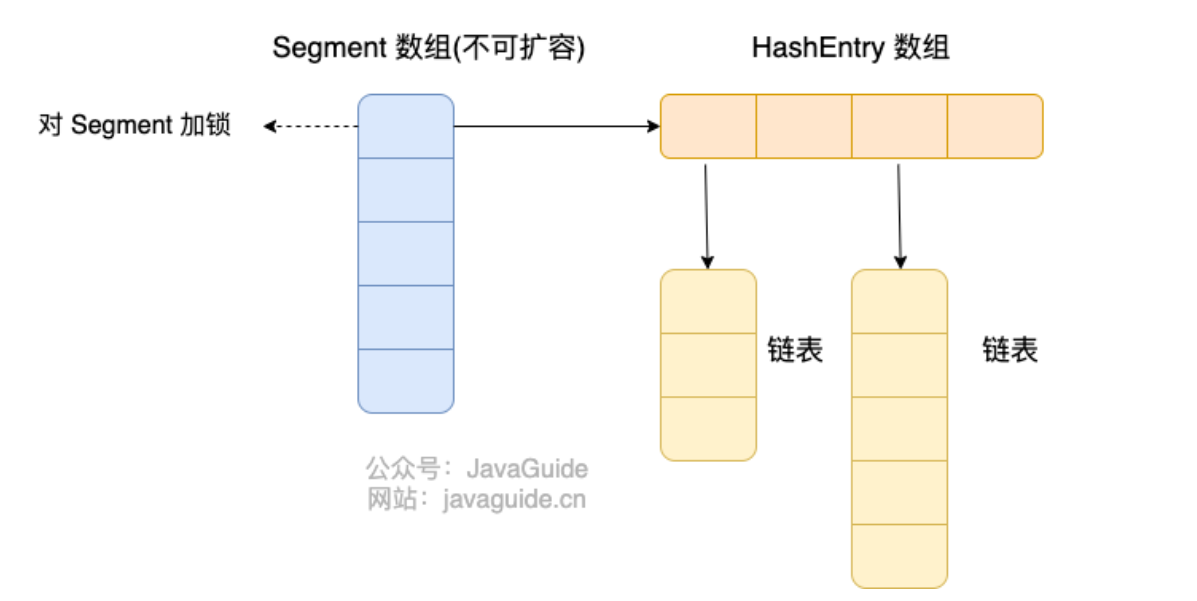 Segment 数组(不可扩容)
HashEntry 数组
对 Segment 加锁
链表
链表
公众号：JavaGuide
网站：javaguide.cn